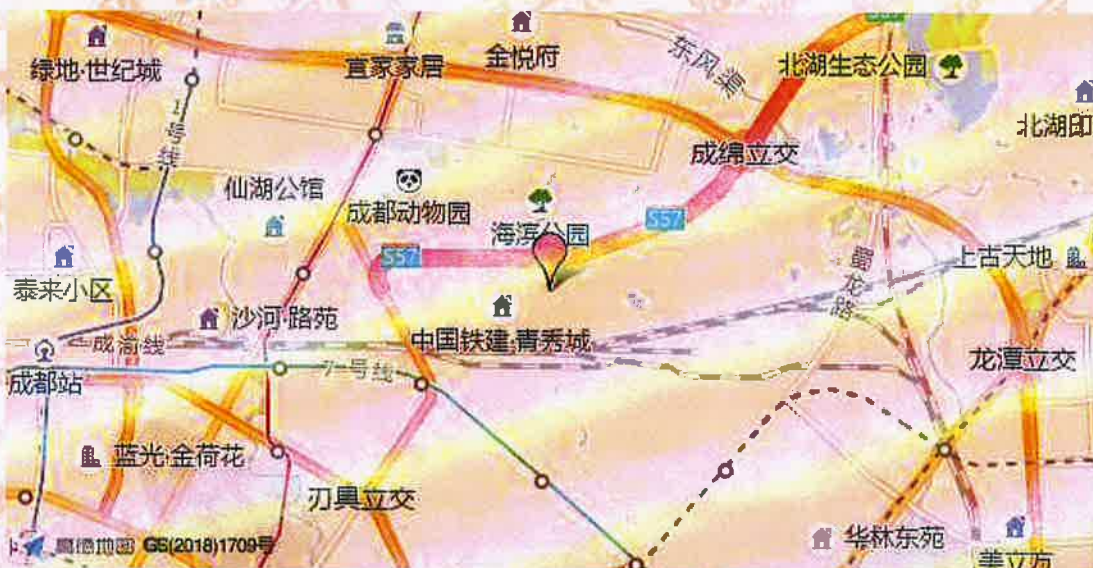 S57
绿地·世纪城
宜家家居
金悦府
东风渠
北湖生态公园
北湖印
1号线
成绵立交
仙湖公馆
成都动物园
海滨公园
S57
S57
蜀龙路
上古天地
泰来小区
沙河·路苑
中国铁建·青秀城
成渝线
成都站
7号线
龙潭立交
蓝光·金荷花
刃具立交
高德地图 GS(2018)1709号
华林东苑
美立方